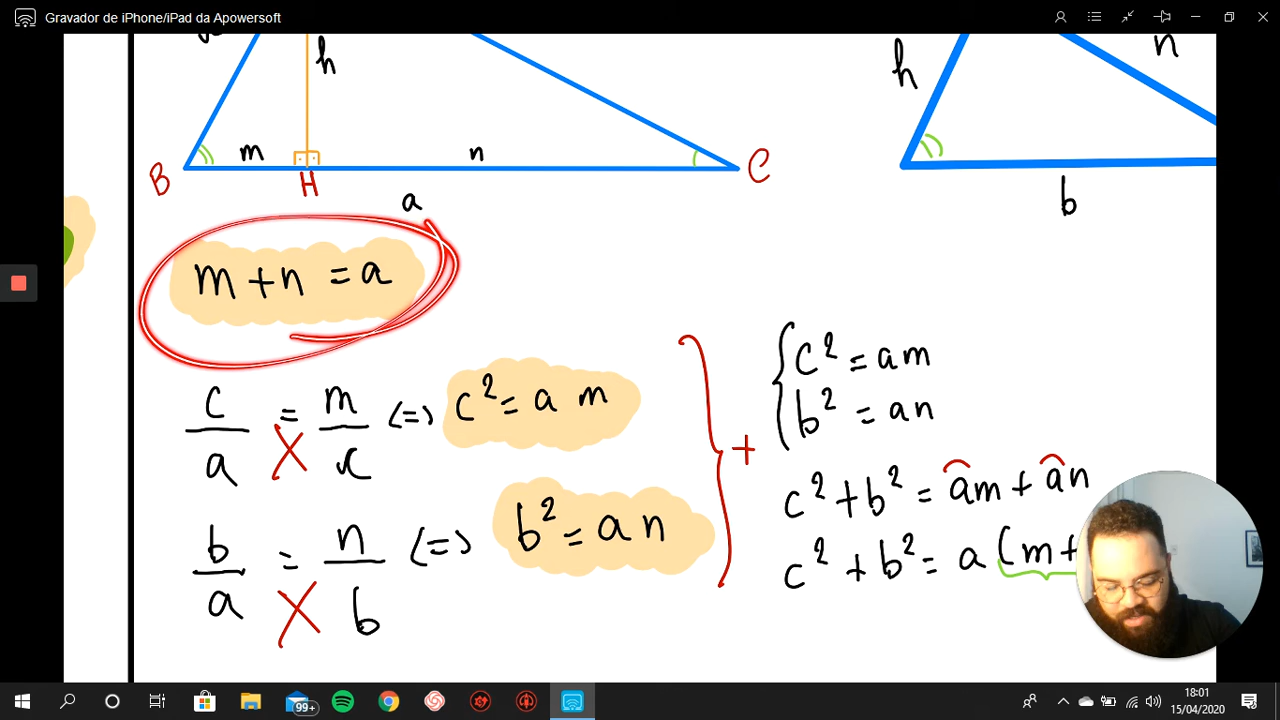 Gravador de iPhone/iPad da Apowersoft
h
h
n
m
n
B
H
C
a
b
m + n = a
c/a = m/c <=> c² = a m
b/a = n/b <=> b² = a n
+
c² = am
b² = an
c² + b² = am + an
c² + b² = a (m +
99+
18:01
15/04/2020